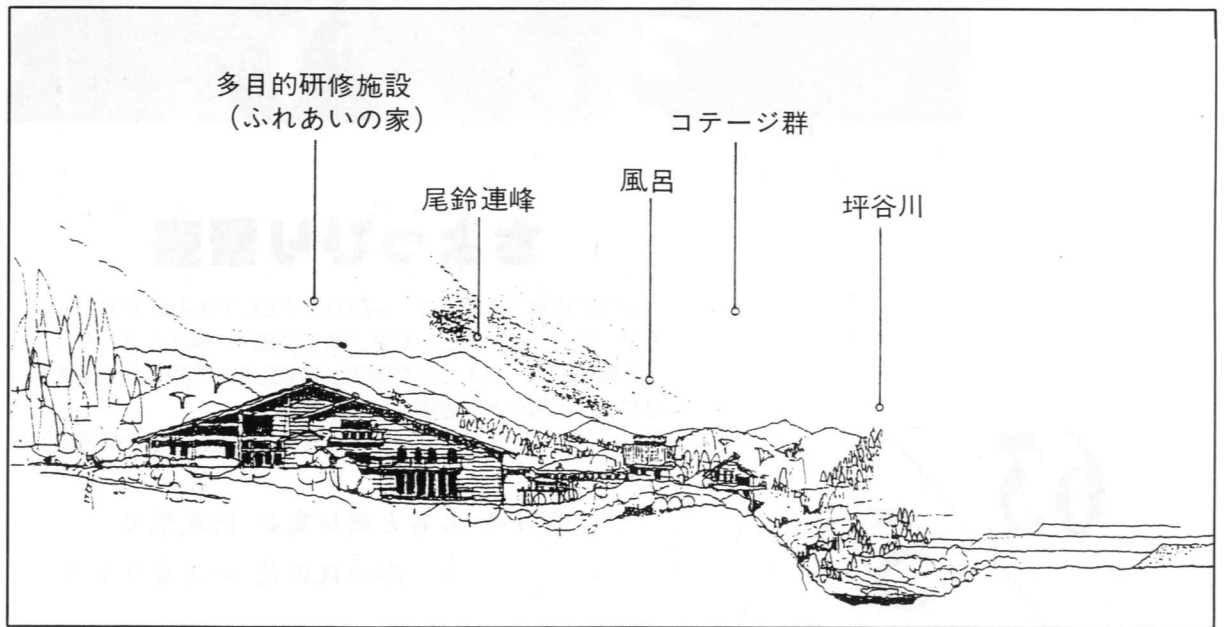 多目的研修施設
(ふれあいの家)
尾鈴連峰
風呂
コテージ群
坪谷川